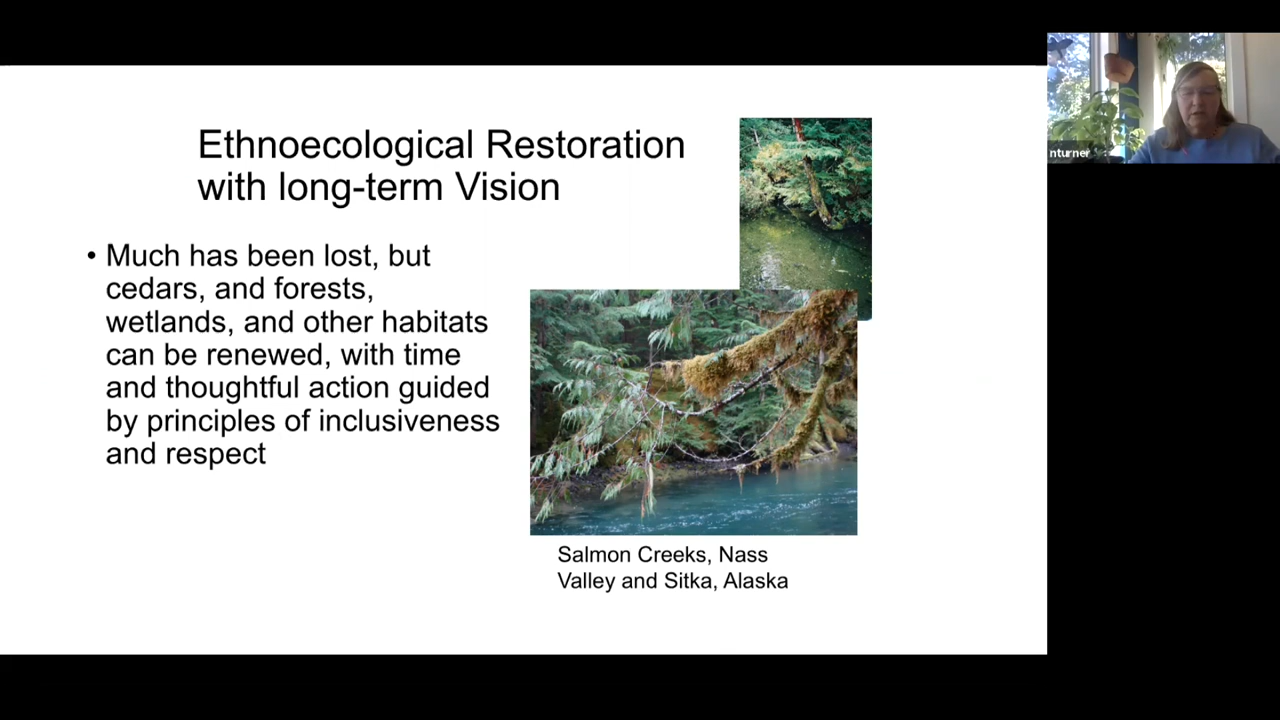 Ethnoecological Restoration
with long-term Vision
• Much has been lost, but
cedars, and forests,
wetlands, and other habitats
can be renewed, with time
and thoughtful action guided
by principles of inclusiveness
and respect
Salmon Creeks, Nass
Valley and Sitka, Alaska
nturner